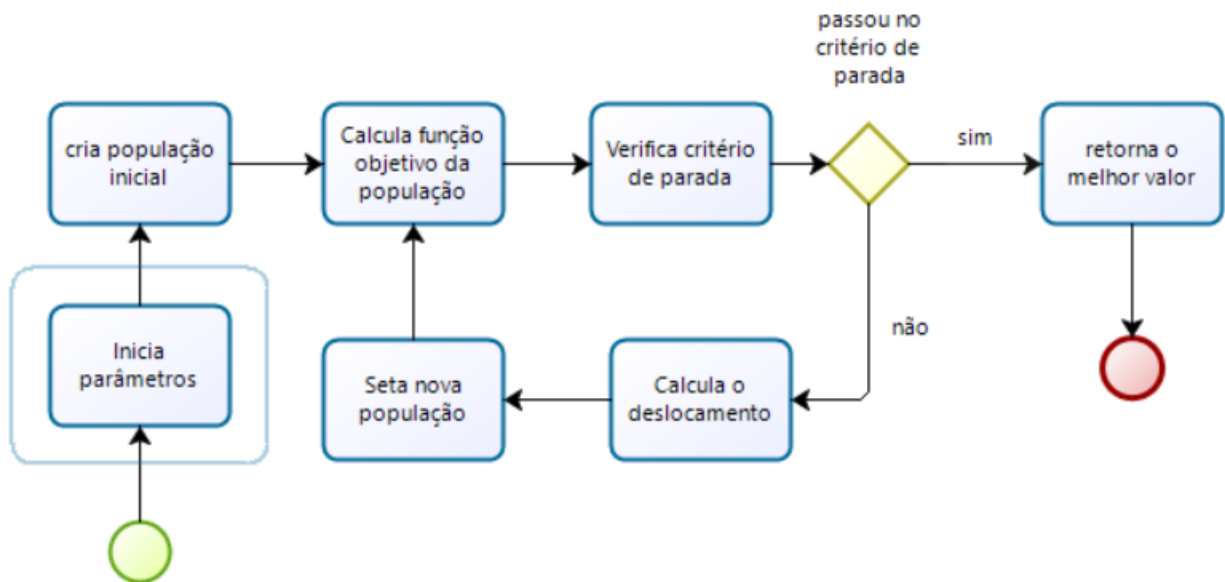 passou no
critério de
parada
cria população
inicial
Calcula função
objetivo da
população
Verifica critério
de parada
sim
retorna o
melhor valor
não
Inicia
parâmetros
Seta nova
população
Calcula o
deslocamento